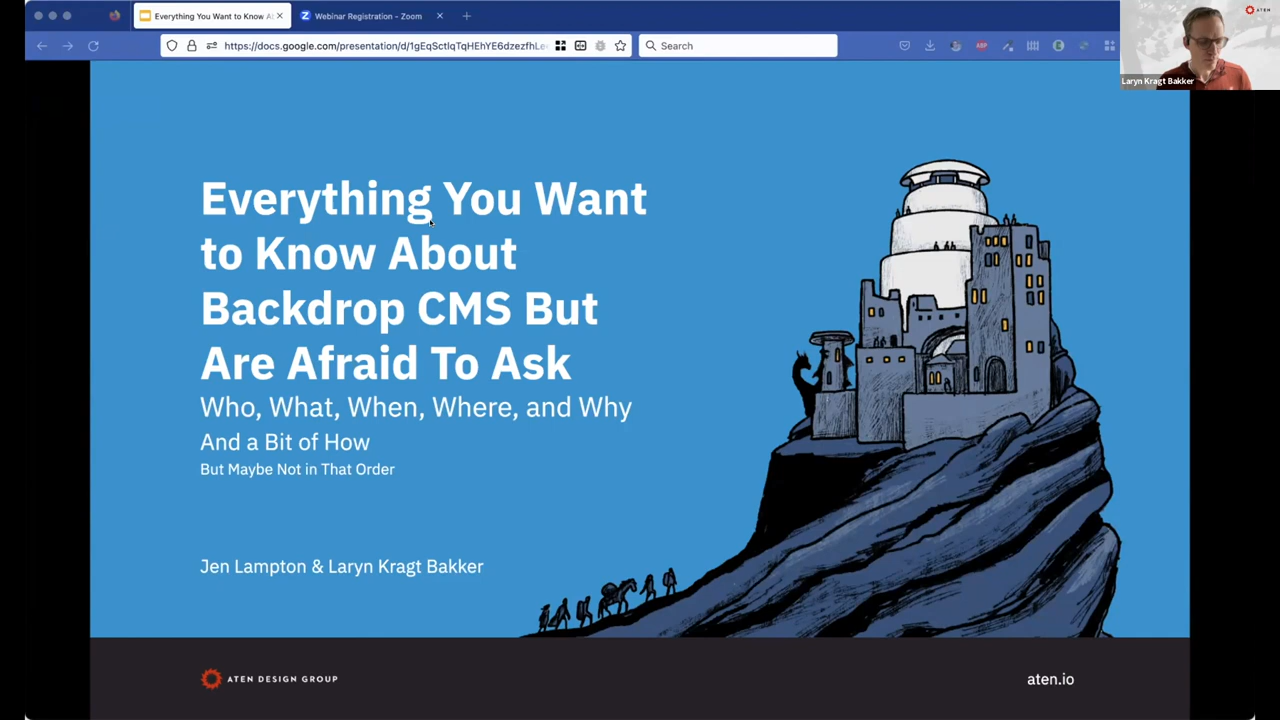 Everything You Want to Know A
Webinar Registration - Zoom
https://docs.google.com/presentation/d/1gEqSctlqTqHEhYE6dzezfhLe
Search
ABP
ATEN
Laryn Kragt Bakker
Everything You Want
to Know About
Backdrop CMS But
Are Afraid To Ask
Who, What, When, Where, and Why
And a Bit of How
But Maybe Not in That Order
Jen Lampton & Laryn Kragt Bakker
ATEN DESIGN GROUP
aten.io